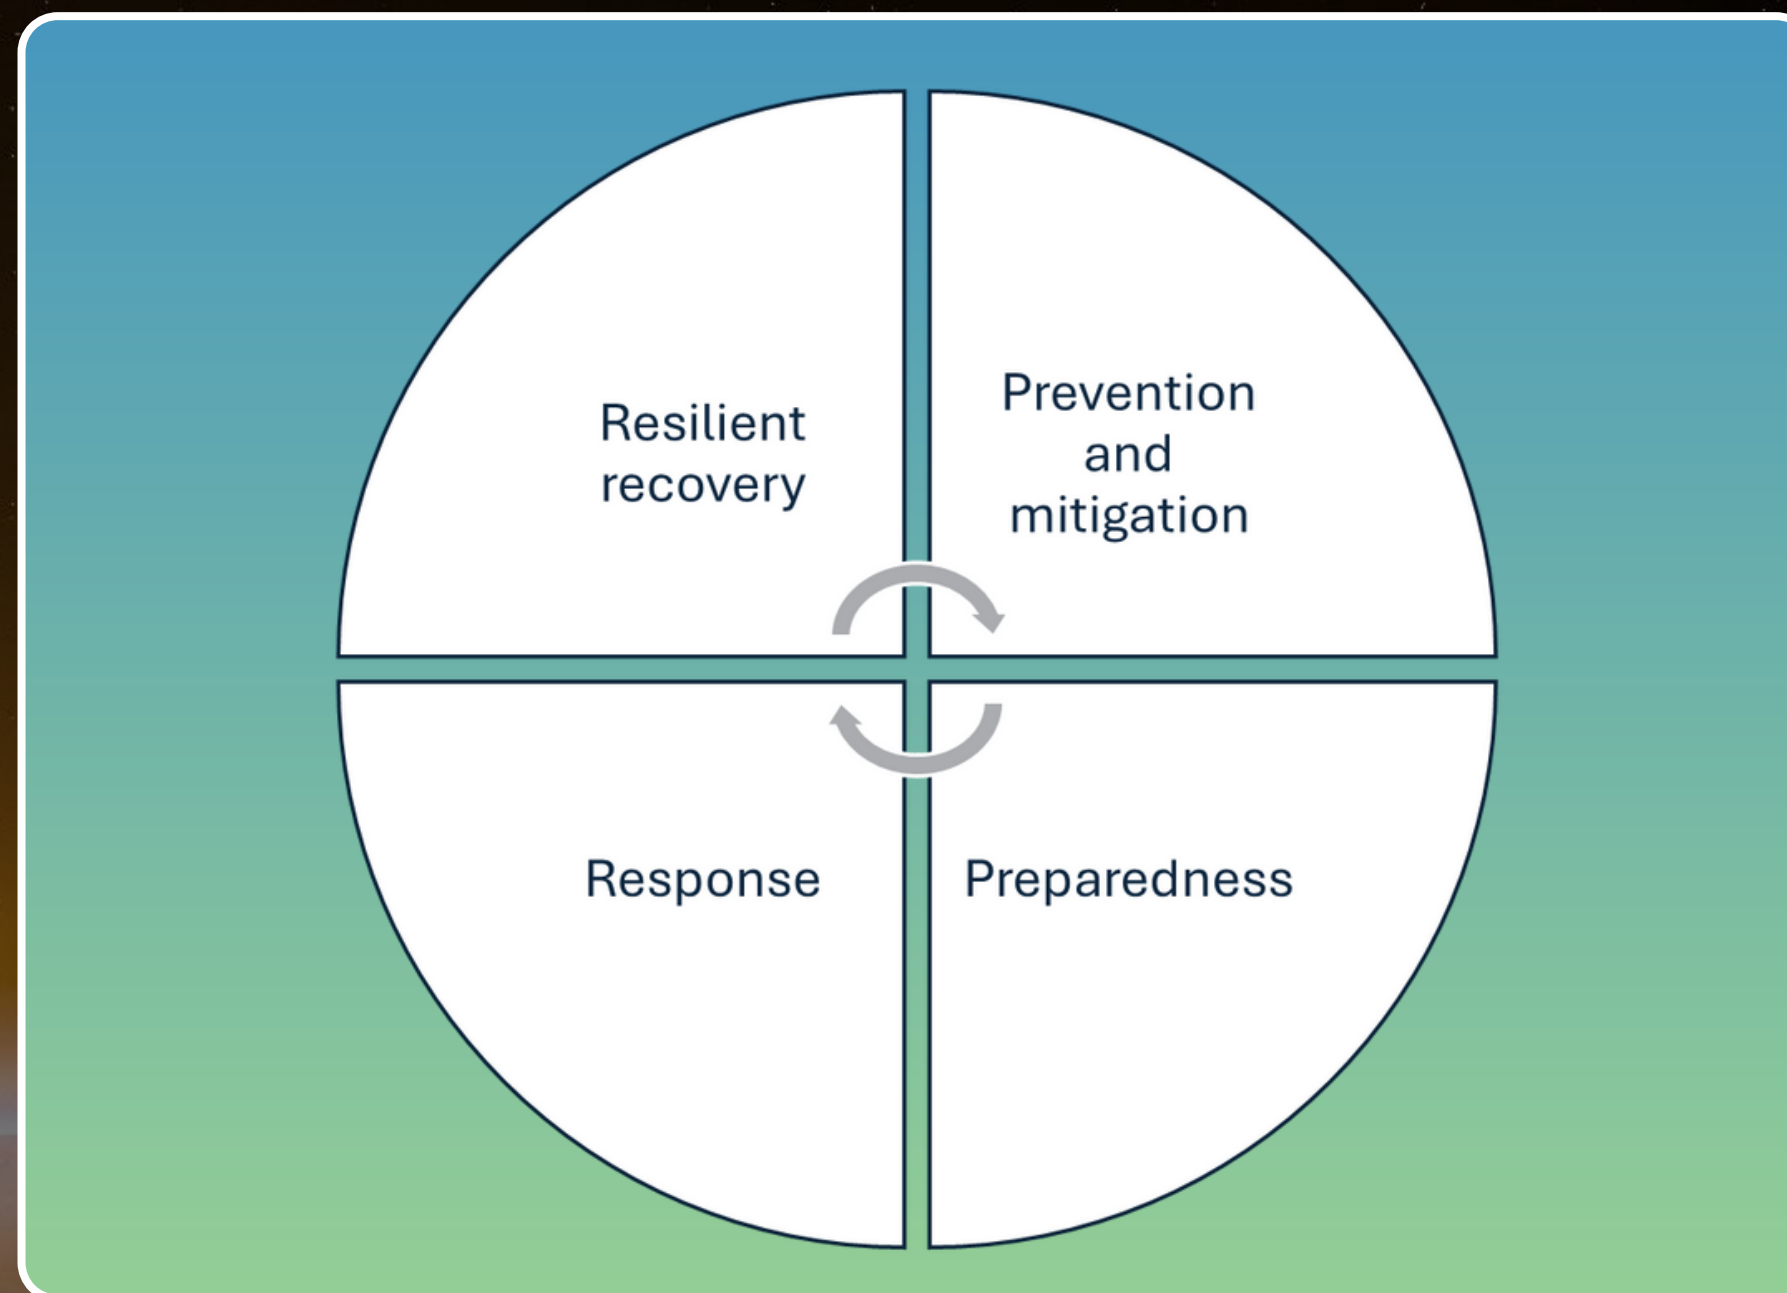 Resilient
recovery
Prevention
and
mitigation
Response
Preparedness